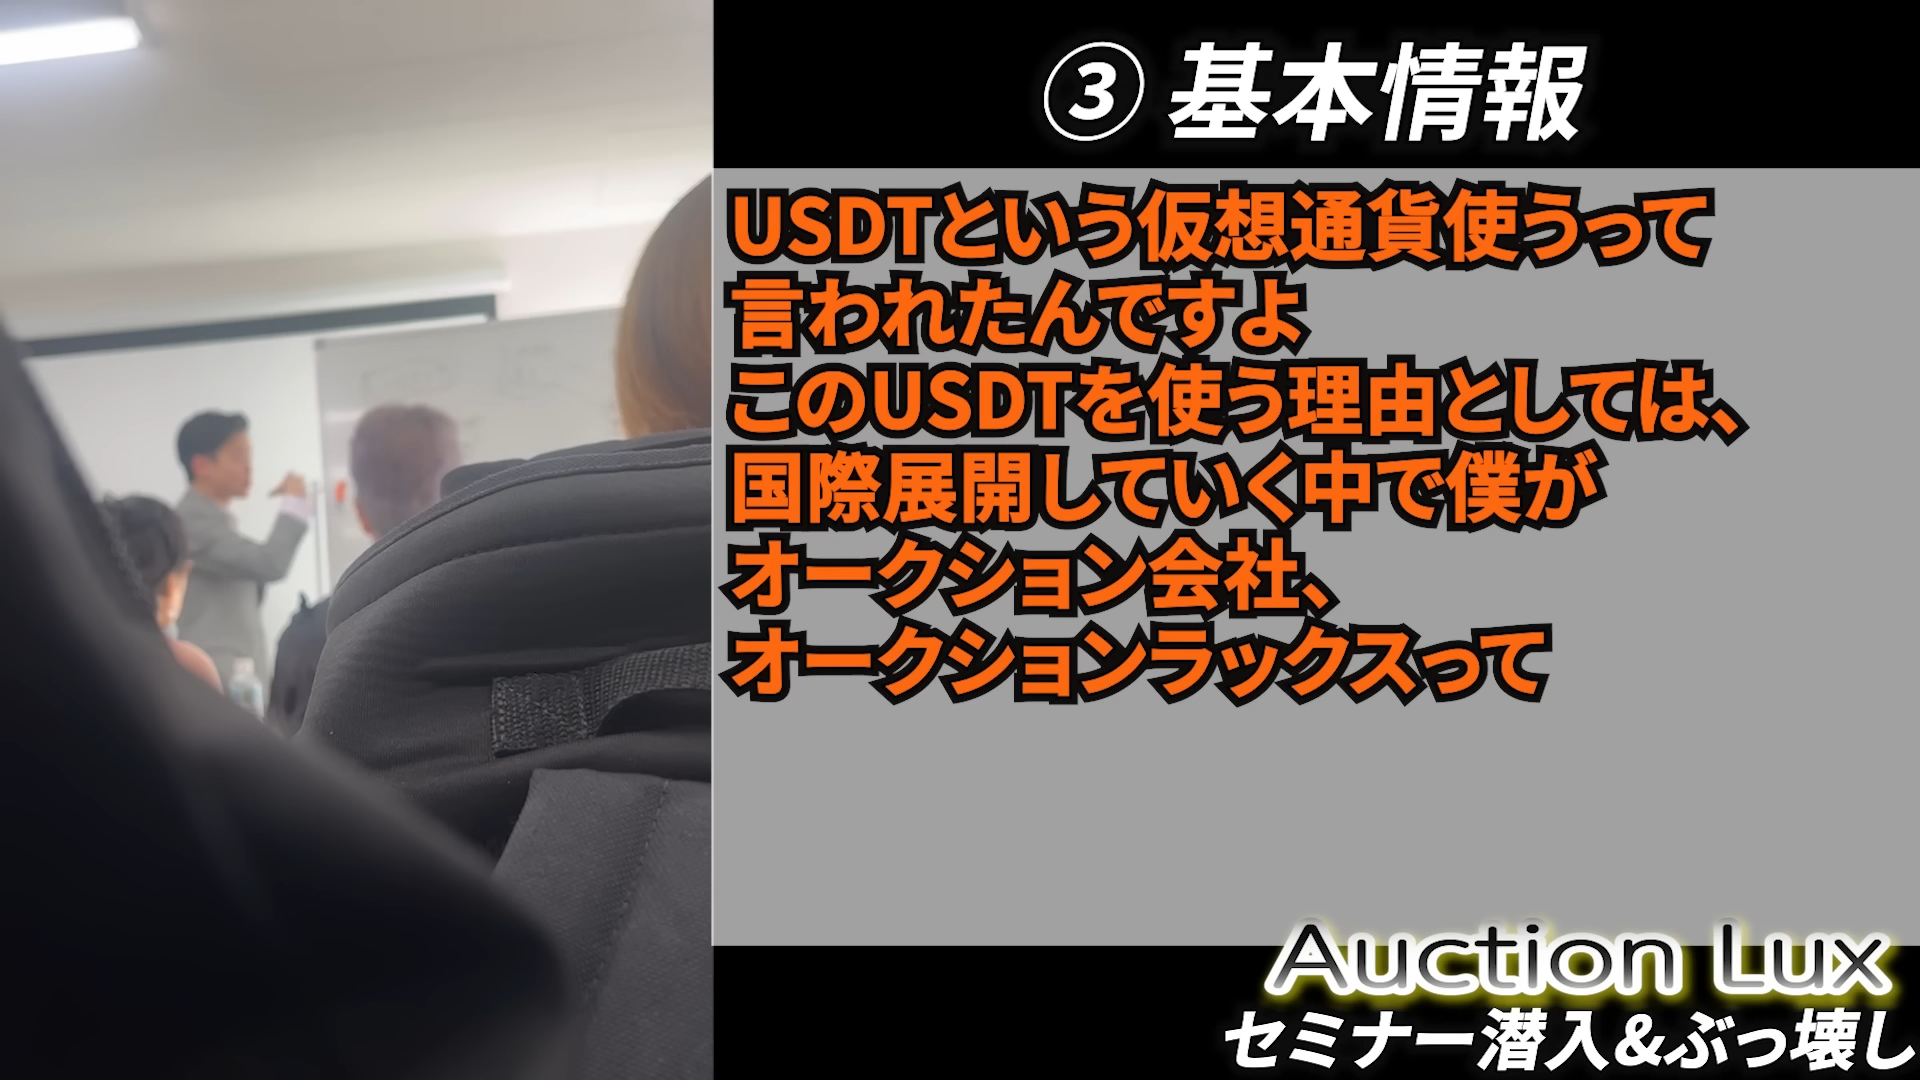 ③ 基本情報
USDTという仮想通貨使うって
言われたんですよ
このUSDTを使う理由としては、
国際展開していく中で僕が
オークション会社、
オークションラックスって
Auction Lux
セミナー潜入&ぶっ壊し